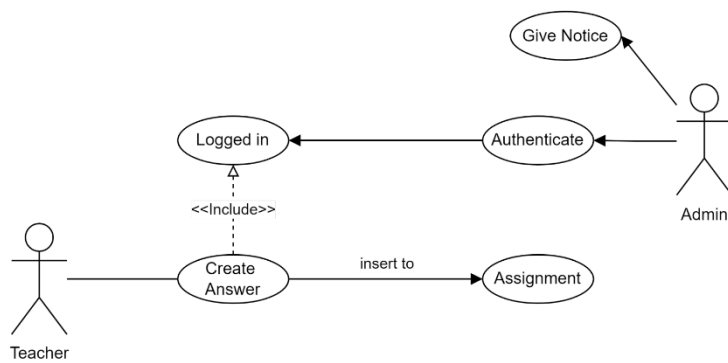 Give Notice
Logged in
Authenticate
Admin
<<Include>>
Create
Answer
insert to
Assignment
Teacher